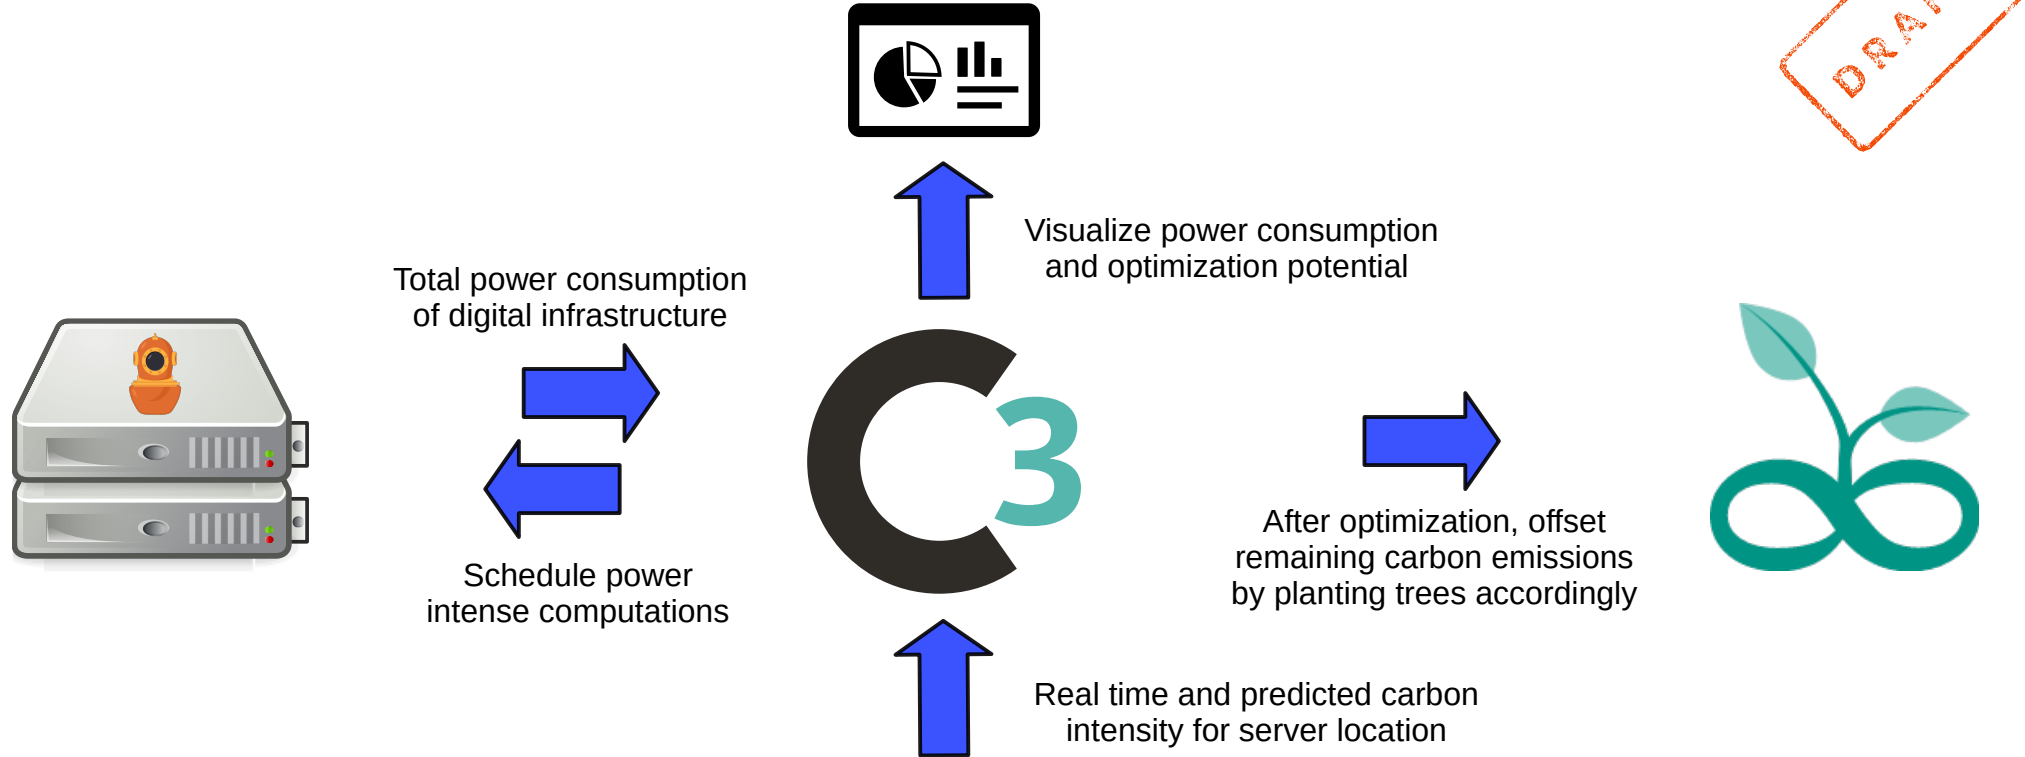 Visualize power consumption
and optimization potential
Total power consumption
of digital infrastructure
C3
Schedule power
intense computations
After optimization, offset
remaining carbon emissions
by planting trees accordingly
Real time and predicted carbon
intensity for server location